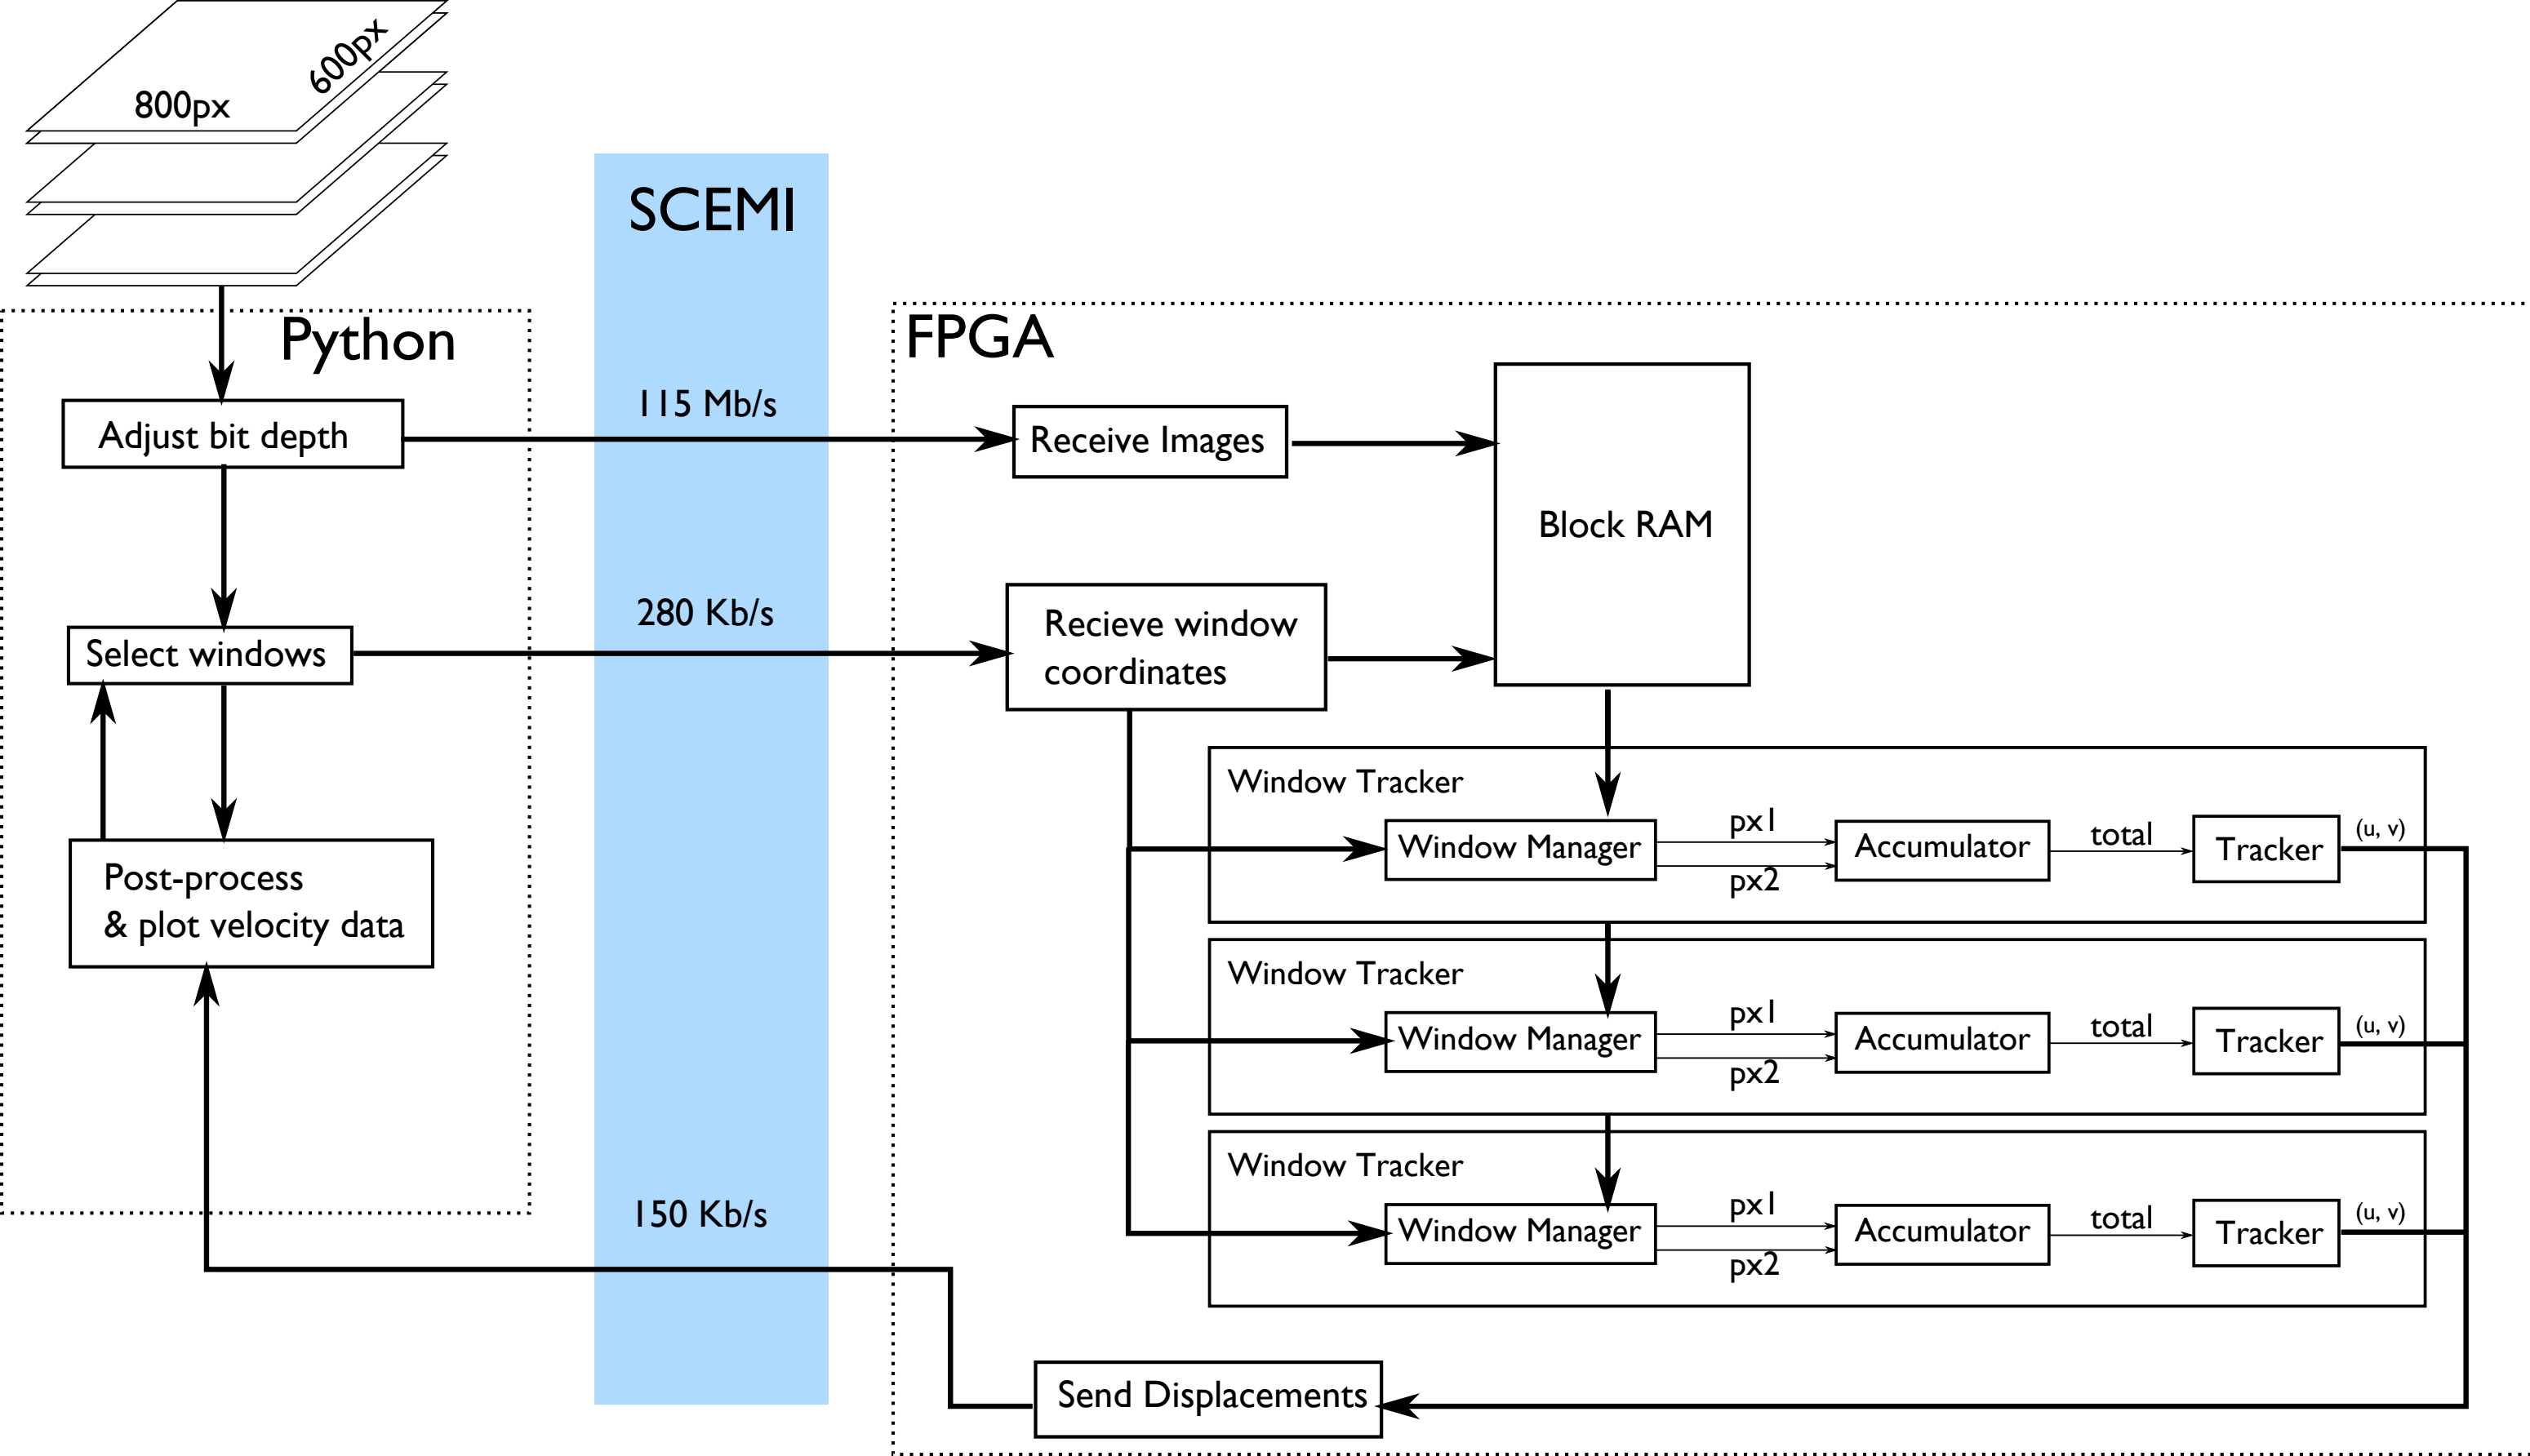 600px
800px
SCEMI
Python
FPGA
115 Mb/s
Adjust bit depth
Receive Images
Block RAM
280 Kb/s
Select windows
Recieve window
coordinates
Post-process
& plot velocity data
Window Tracker
Window Manager
px1
px2
Accumulator
total
Tracker
(u, v)
Window Tracker
Window Manager
px1
px2
Accumulator
total
Tracker
(u, v)
Window Tracker
Window Manager
px1
px2
Accumulator
total
Tracker
(u, v)
150 Kb/s
Send Displacements